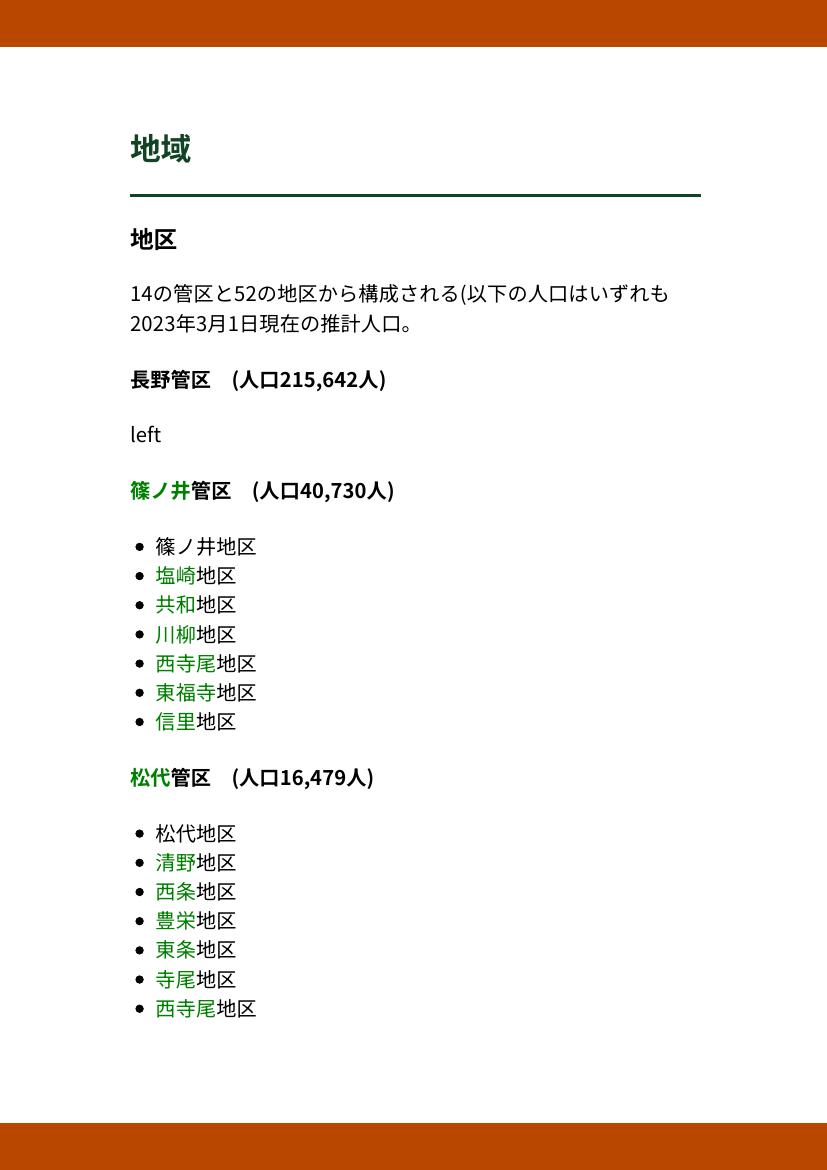 地域
地区
14の管区と52の地区から構成される(以下の人口はいずれも
2023年3月1日現在の推計人口。
長野管区　(人口215,642人)
left
篠ノ井管区　(人口40,730人)
• 篠ノ井地区
• 塩崎地区
• 共和地区
• 川柳地区
• 西寺尾地区
• 東福寺地区
• 信里地区
松代管区　(人口16,479人)
• 松代地区
• 清野地区
• 西条地区
• 豊栄地区
• 東条地区
• 寺尾地区
• 西寺尾地区